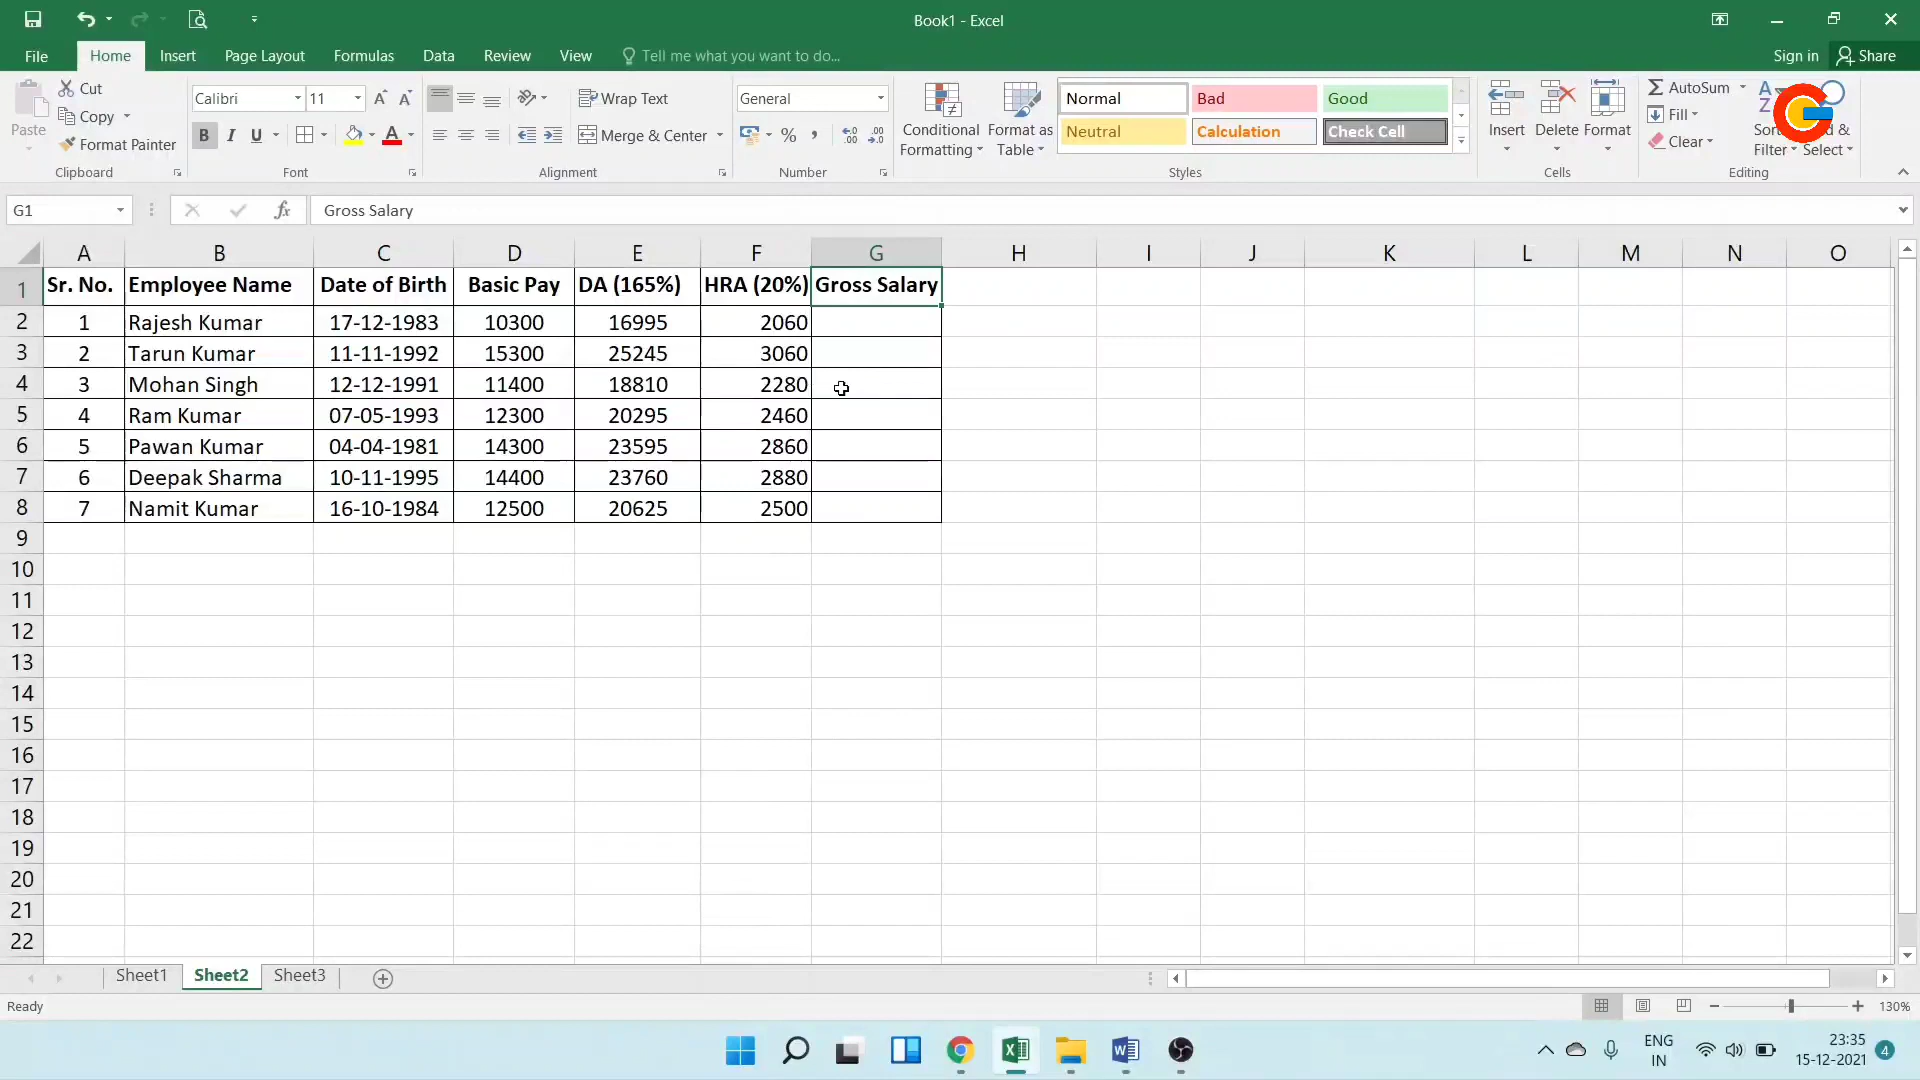 Book1 - Excel
File Home Insert Page Layout Formulas Data Review View Tell me what you want to do... Sign in Share
Paste
Cut
Copy
Format Painter
Clipboard
Calibri 11
B I U
Font
Wrap Text
Merge & Center
Alignment
General
%
Number
Conditional Formatting
Format as Table
Normal Bad Good
Neutral Calculation Check Cell
Styles
Insert Delete Format
Cells
AutoSum
Fill
Clear
Filter
Select
Editing
G1 fx Gross Salary
A B C D E F G H I J K L M N O
1 Sr. No. Employee Name Date of Birth Basic Pay DA (165%) HRA (20%) Gross Salary
2 1 Rajesh Kumar 17-12-1983 10300 16995 2060
3 2 Tarun Kumar 11-11-1992 15300 25245 3060
4 3 Mohan Singh 12-12-1991 11400 18810 2280
5 4 Ram Kumar 07-05-1993 12300 20295 2460
6 5 Pawan Kumar 04-04-1981 14300 23595 2860
7 6 Deepak Sharma 10-11-1995 14400 23760 2880
8 7 Namit Kumar 16-10-1984 12500 20625 2500
9
10
11
12
13
14
15
16
17
18
19
20
21
22
Sheet1 Sheet2 Sheet3
Ready 130%
ENG
IN
23:35
15-12-2021
4